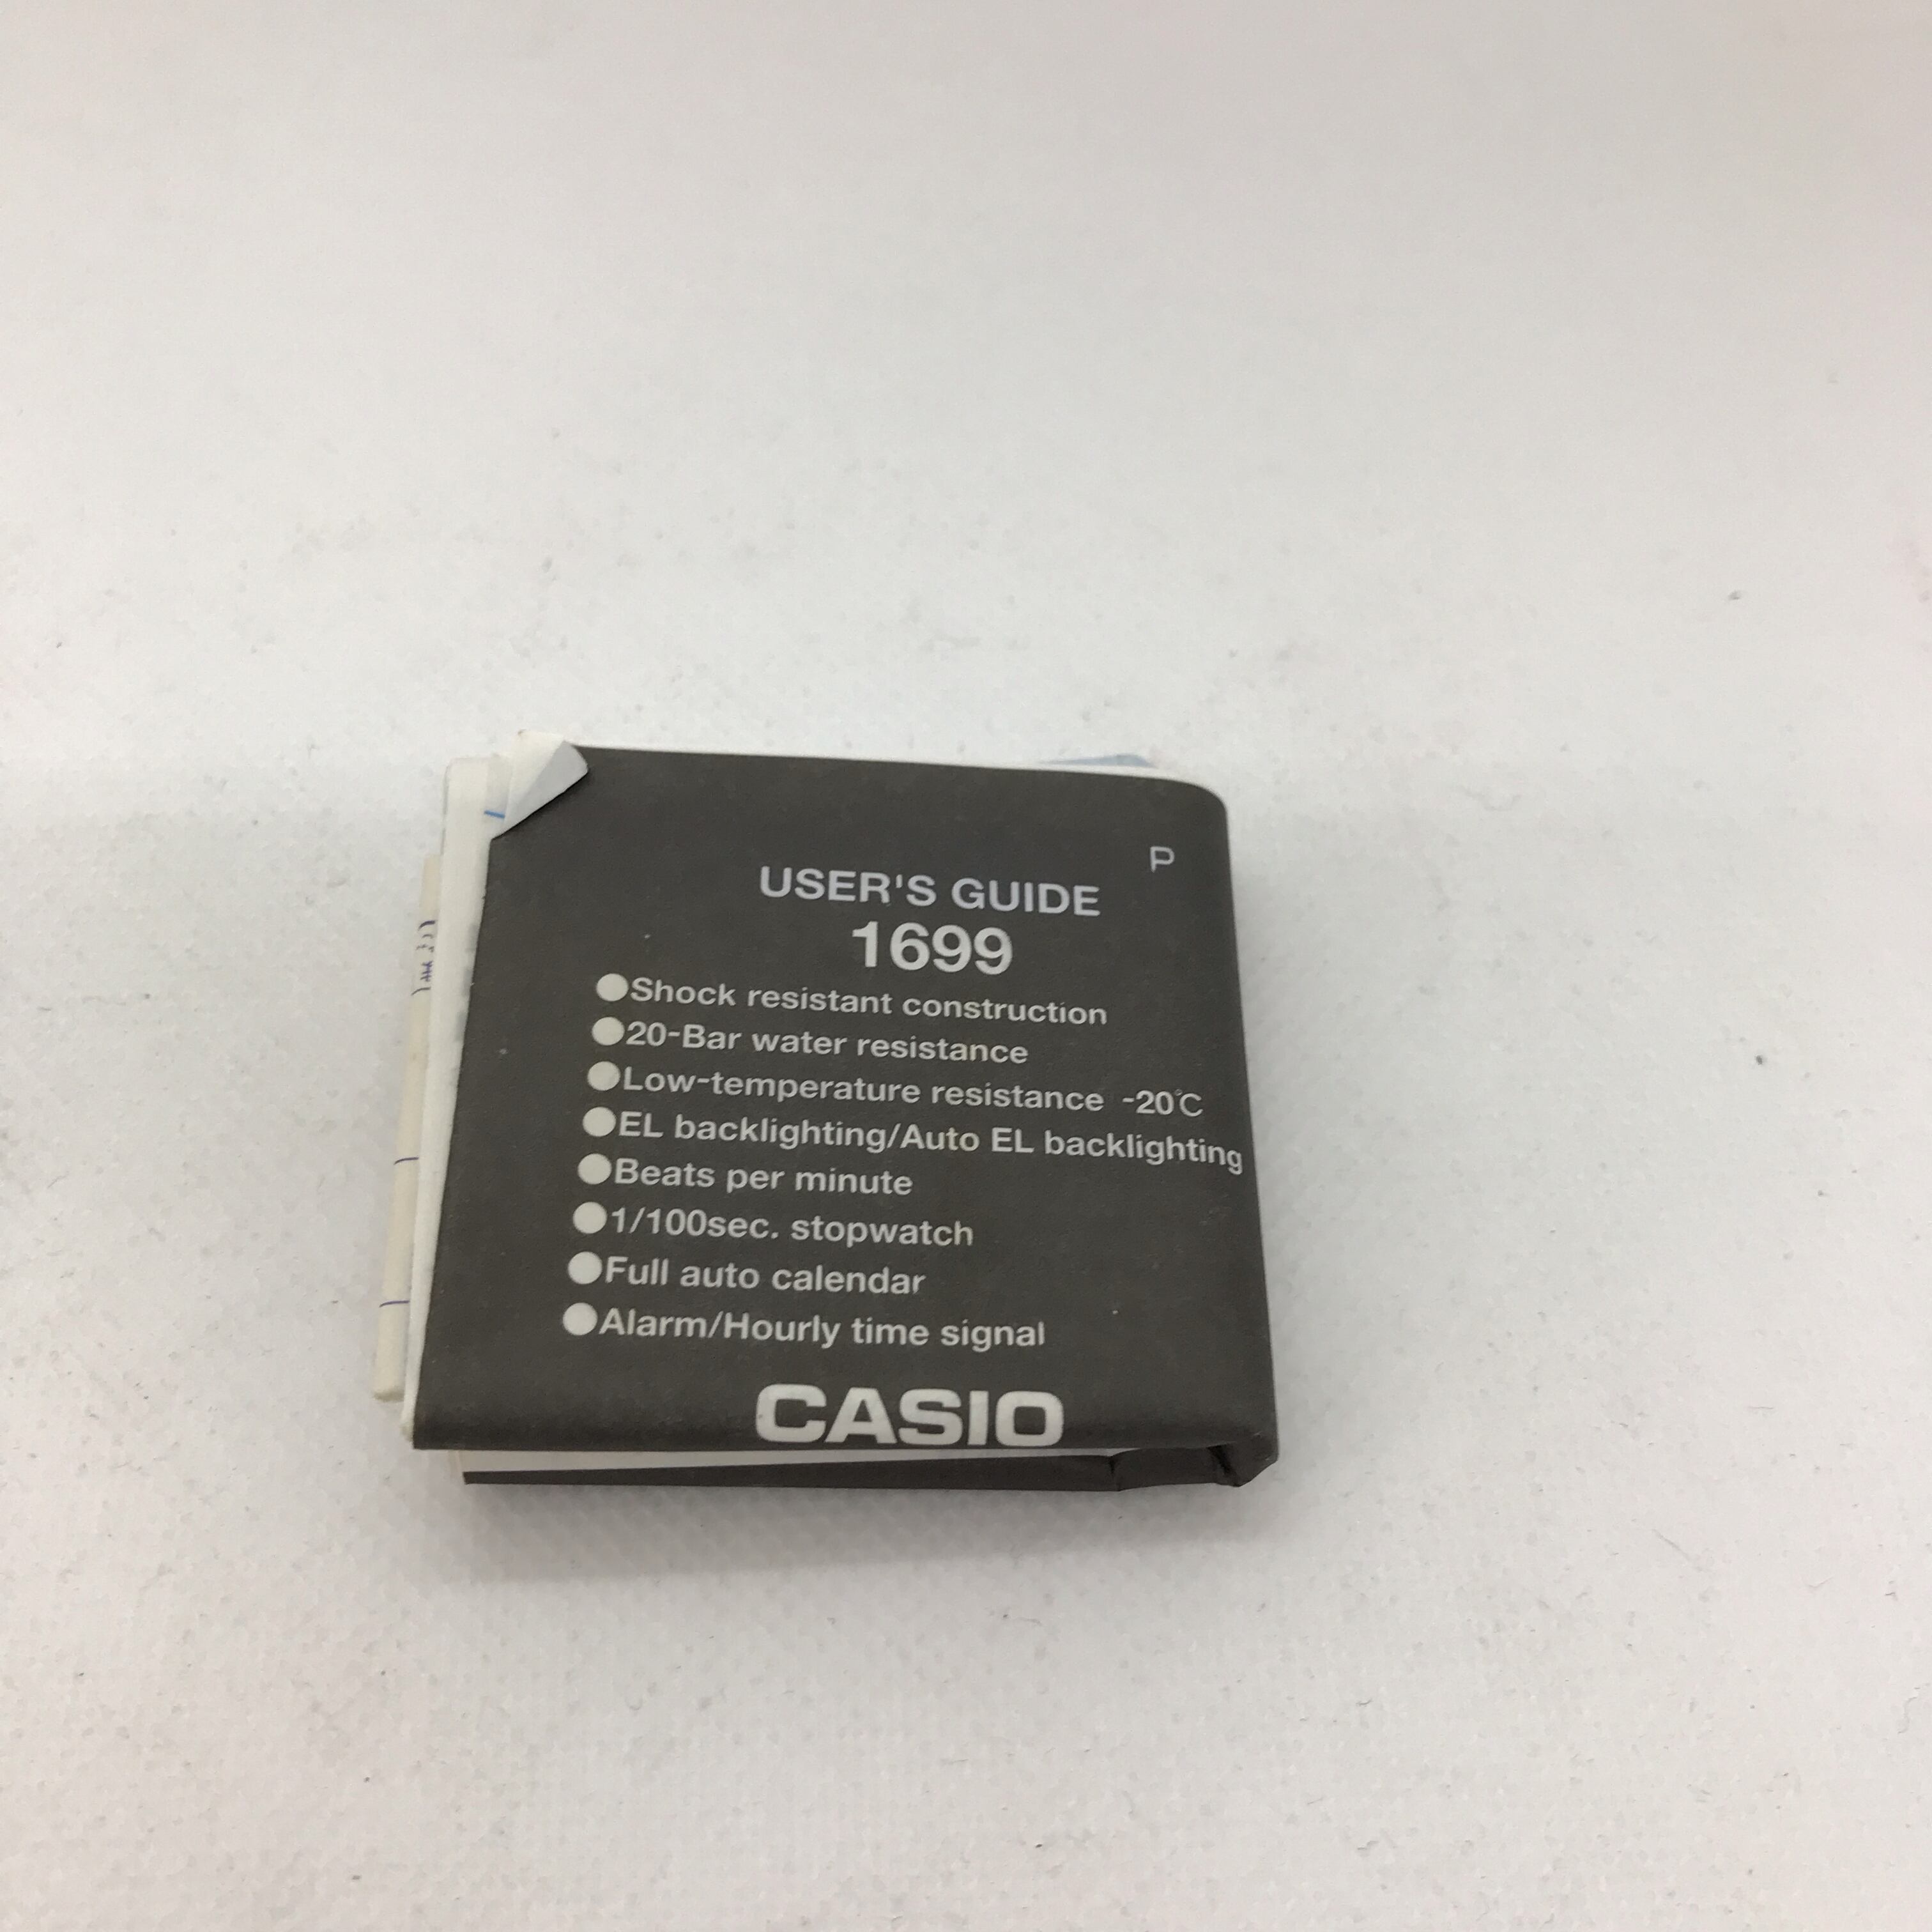 P
USER'S GUIDE
1699
●Shock resistant construction
●20-Bar water resistance
●Low-temperature resistance -20℃
●EL backlighting/Auto EL backlighting
●Beats per minute
●1/100sec. stopwatch
●Full auto calendar
●Alarm/Hourly time signal
CASIO